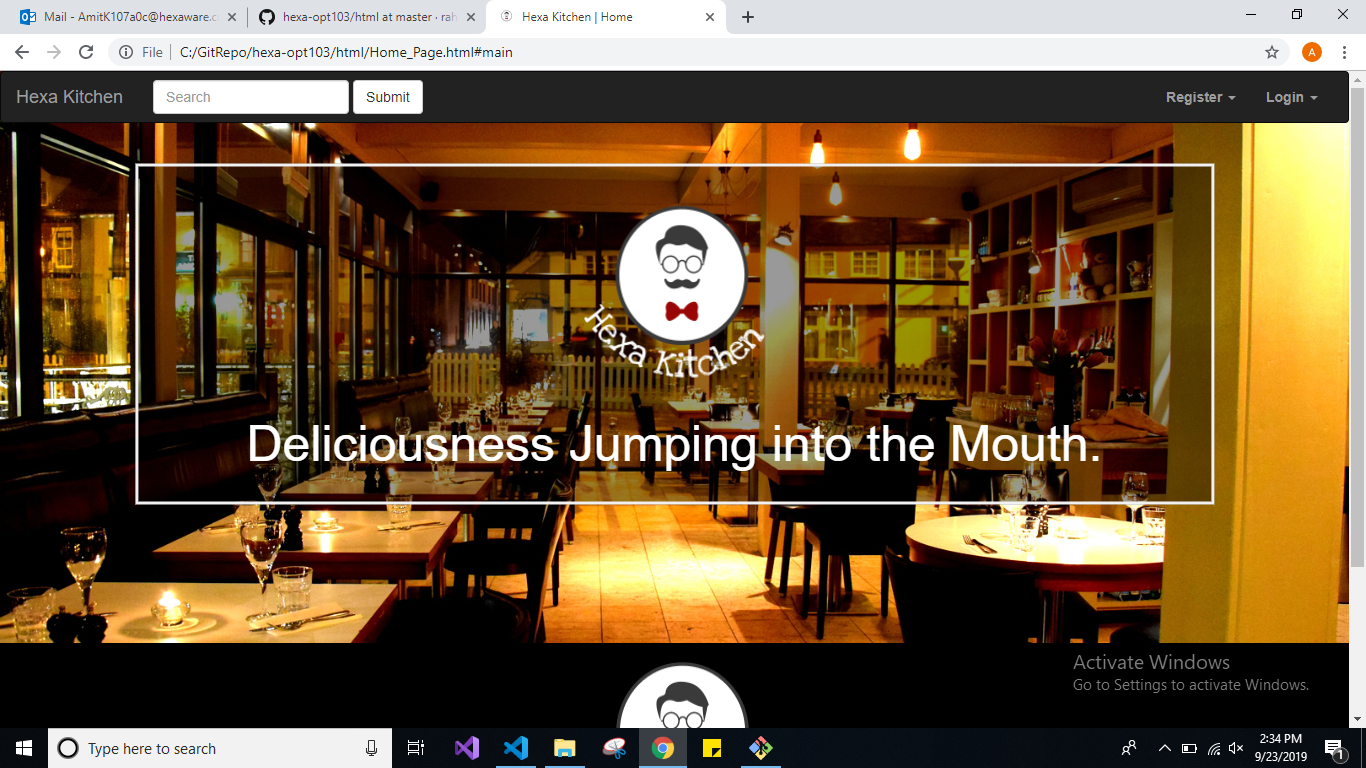 Mail - AmitK107a0c@hexaware.c
hexa-opt103/html at master · rah
Hexa Kitchen | Home
File
C:/GitRepo/hexa-opt103/html/Home_Page.html#main
A
Hexa Kitchen
Search
Submit
Register
Login
Hexa Kitchen
Deliciousness Jumping into the Mouth.
Activate Windows
Go to Settings to activate Windows.
Type here to search
2:34 PM
9/23/2019
1